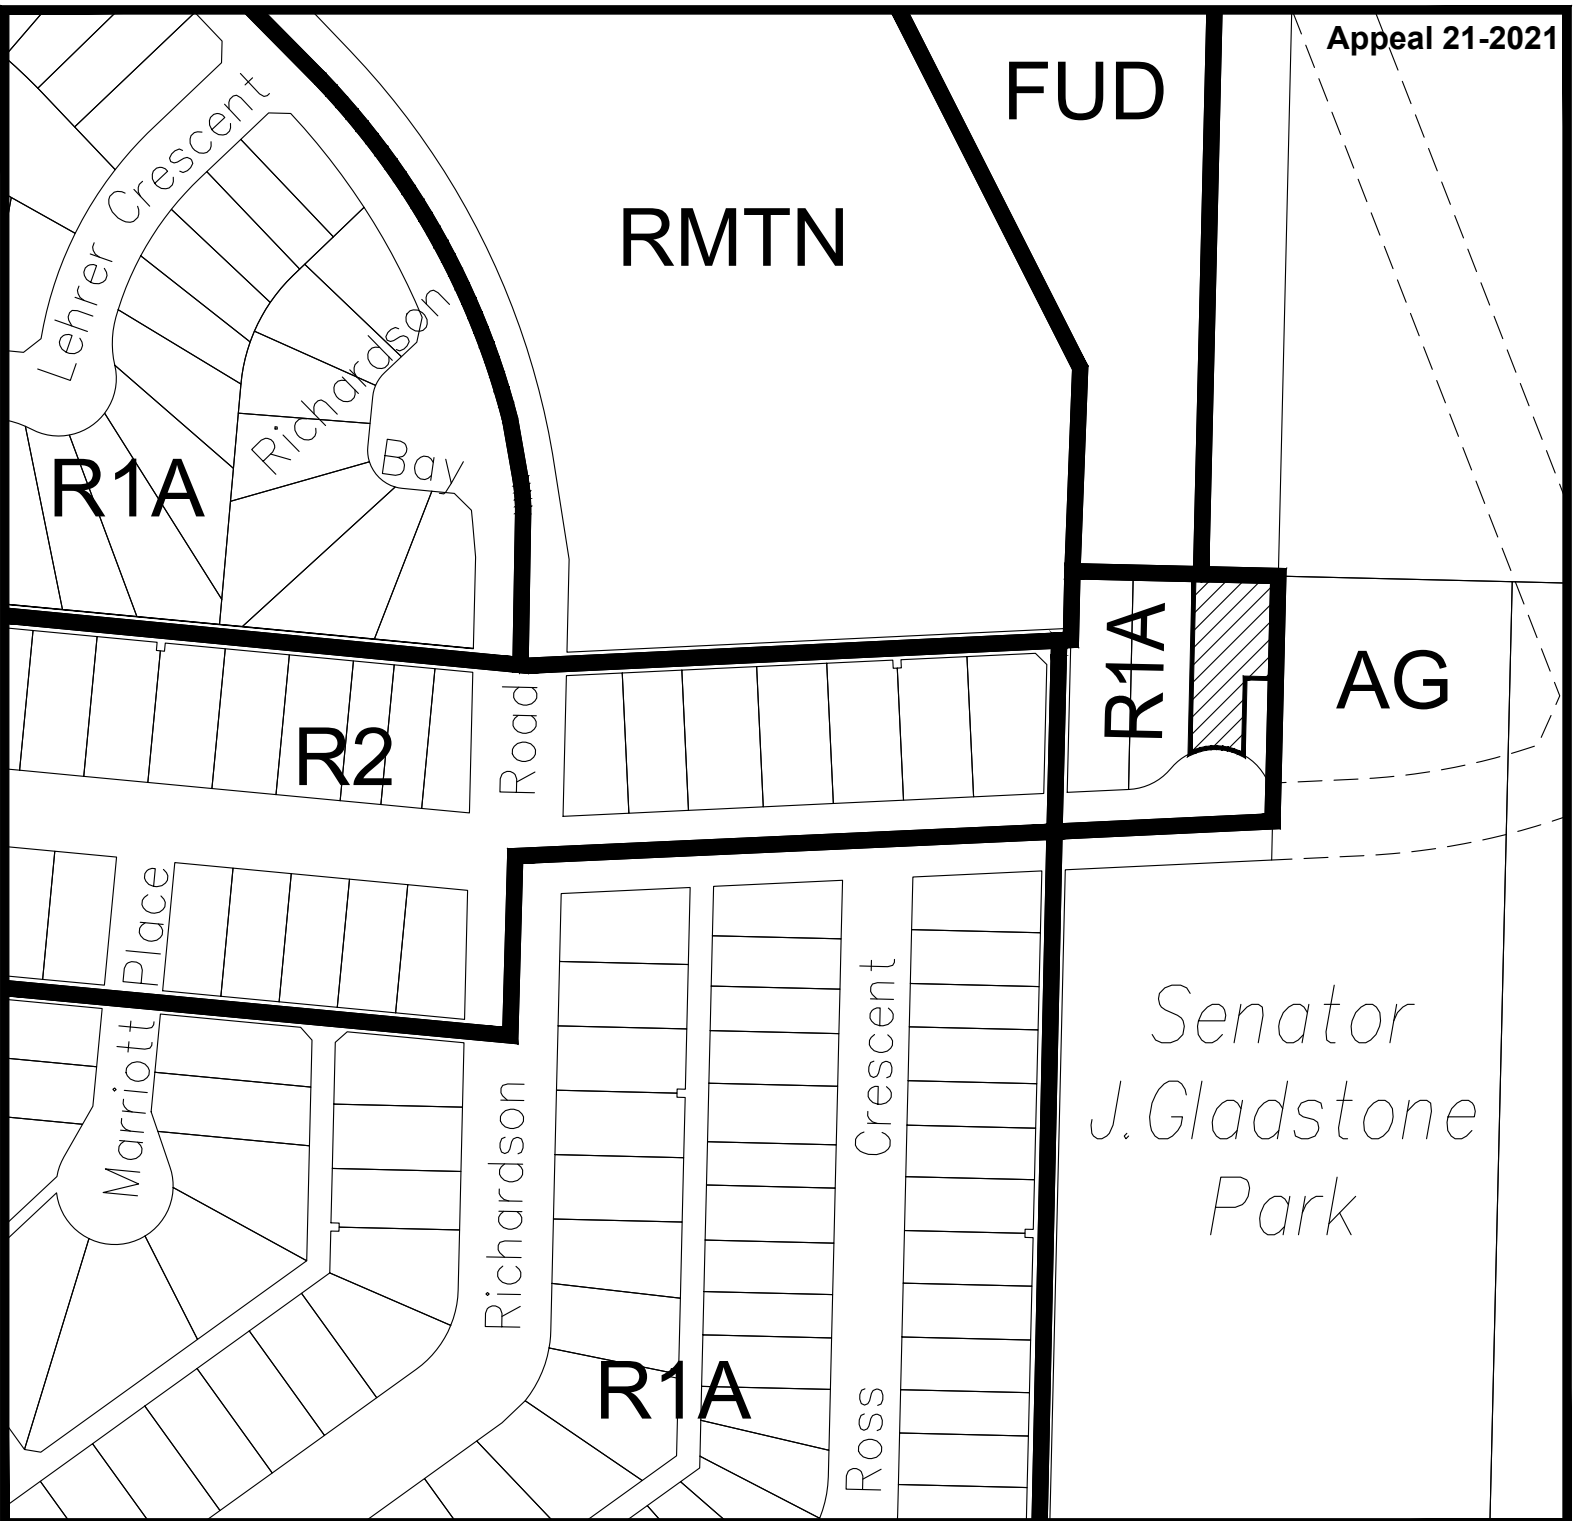 Appeal 21-2021
FUD
RMTN
Lehrer Crescent
Richardson
Bay
R1A
R1A
AG
R2
Road
Place
Marriott
Crescent
Senator
J.Gladstone
Park
Richardson
R1A
Ross